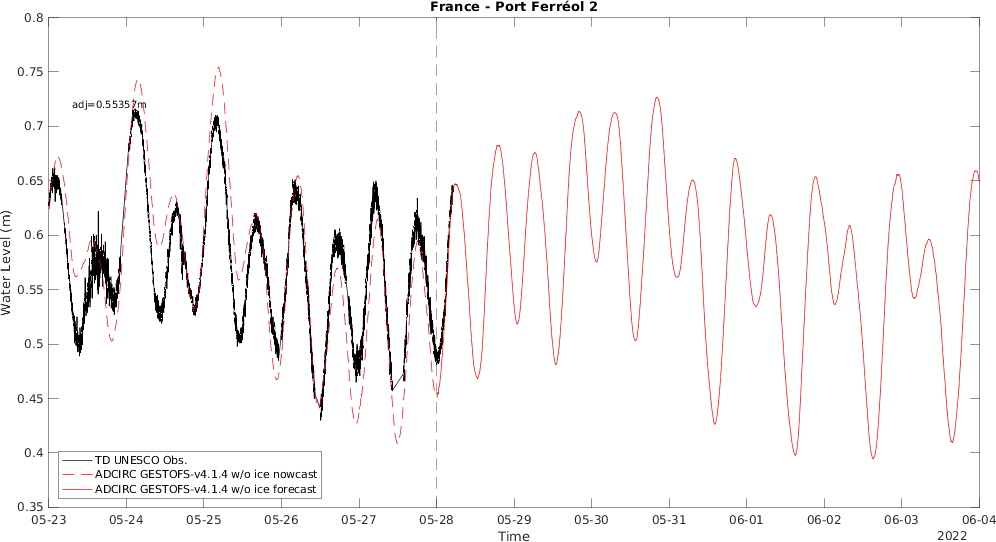 France - Port Ferréol 2
0.8
0.75
0.7
0.65
0.6
0.55
0.5
0.45
0.4
0.35
Water Level (m)
adj=0.55357m
TD UNESCO Obs.
ADCIRC GESTOFS-v4.1.4 w/o ice nowcast
ADCIRC GESTOFS-v4.1.4 w/o ice forecast
05-23 05-24 05-25 05-26 05-27 05-28 05-29 05-30 05-31 06-01 06-02 06-03 06-04
Time
2022